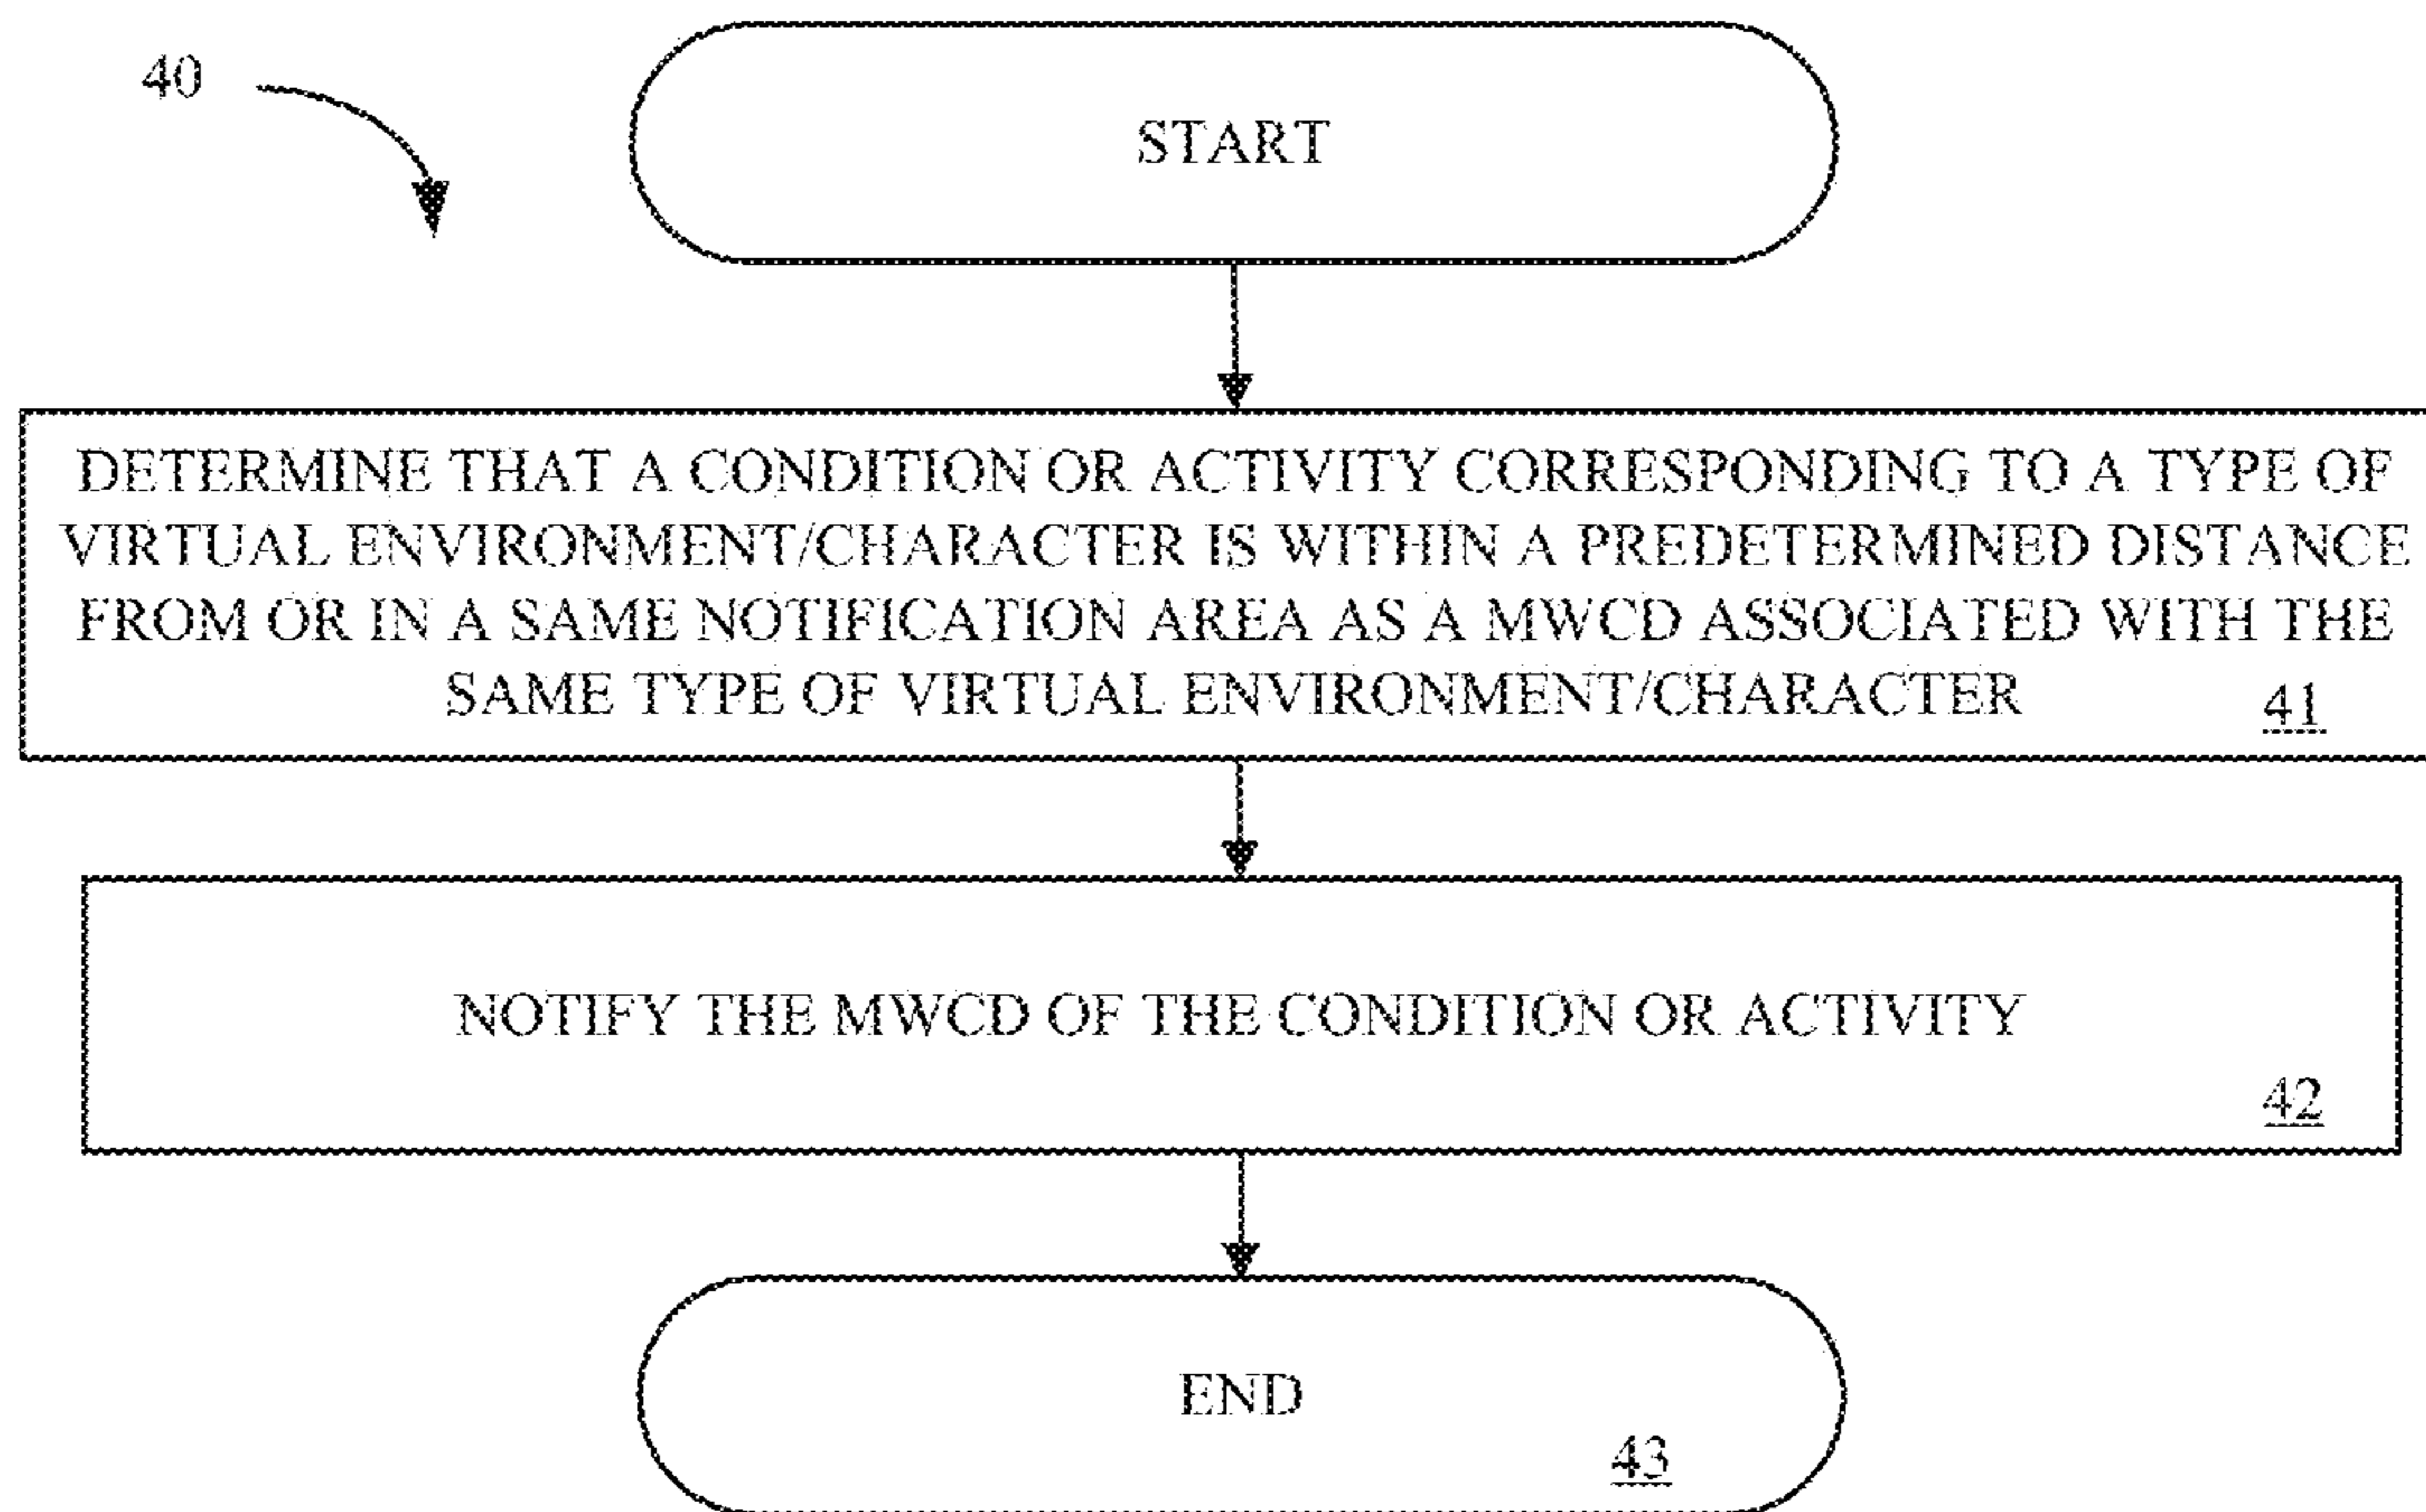 40
START
DETERMINE THAT A CONDITION OR ACTIVITY CORRESPONDING TO A TYPE OF
VIRTUAL ENVIRONMENT/CHARACTER IS WITHIN A PREDETERMINED DISTANCE
FROM OR IN A SAME NOTIFICATION AREA AS A MWCD ASSOCIATED WITH THE
SAME TYPE OF VIRTUAL ENVIRONMENT/CHARACTER
41
NOTIFY THE MWCD OF THE CONDITION OR ACTIVITY
42
END
43